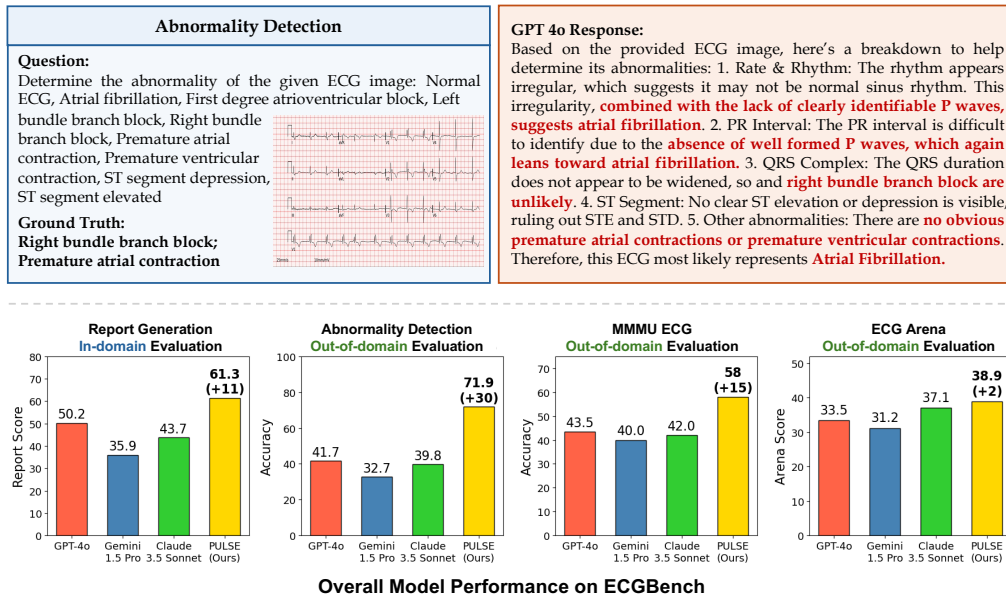 Abnormality Detection
Question:
Determine the abnormality of the given ECG image: Normal
ECG, Atrial fibrillation, First degree atrioventricular block, Left
bundle branch block, Right bundle
branch block, Premature atrial
contraction, Premature ventricular
contraction, ST segment depression,
ST segment elevated
Ground Truth:
Right bundle branch block;
Premature atrial contraction
GPT 4o Response:
Based on the provided ECG image, here's a breakdown to help
determine its abnormalities: 1. Rate & Rhythm: The rhythm appears
irregular, which suggests it may not be normal sinus rhythm. This
irregularity, combined with the lack of clearly identifiable P waves,
suggests atrial fibrillation. 2. PR Interval: The PR interval is difficult
to identify due to the absence of well formed P waves, which again
leans toward atrial fibrillation. 3. QRS Complex: The QRS duration
does not appear to be widened, so and right bundle branch block are
unlikely. 4. ST Segment: No clear ST elevation or depression is visible,
ruling out STE and STD. 5. Other abnormalities: There are no obvious
premature atrial contractions or premature ventricular contractions.
Therefore, this ECG most likely represents Atrial Fibrillation.
Report Generation
In-domain Evaluation
Report Score
80
70
60
50
40
30
20
10
0
50.2
35.9
43.7
61.3
(+11)
GPT-4o
Gemini
1.5 Pro
Claude
3.5 Sonnet
PULSE
(Ours)
Abnormality Detection
Out-of-domain Evaluation
Accuracy
100
80
60
40
20
0
41.7
32.7
39.8
71.9
(+30)
GPT-4o
Gemini
1.5 Pro
Claude
3.5 Sonnet
PULSE
(Ours)
MMMU ECG
Out-of-domain Evaluation
Accuracy
70
60
50
40
30
20
10
0
43.5
40.0
42.0
58
(+15)
GPT-4o
Gemini
1.5 Pro
Claude
3.5 Sonnet
PULSE
(Ours)
ECG Arena
Out-of-domain Evaluation
Arena Score
50
40
30
20
10
0
33.5
31.2
37.1
38.9
(+2)
GPT-4o
Gemini
1.5 Pro
Claude
3.5 Sonnet
PULSE
(Ours)
Overall Model Performance on ECGBench